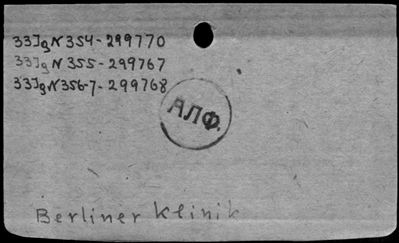 33Jg N 354 - 299770
33Jg N 355 - 299767
33Jg N 356-7 - 299768
АЛФ.
Berliner Klinik